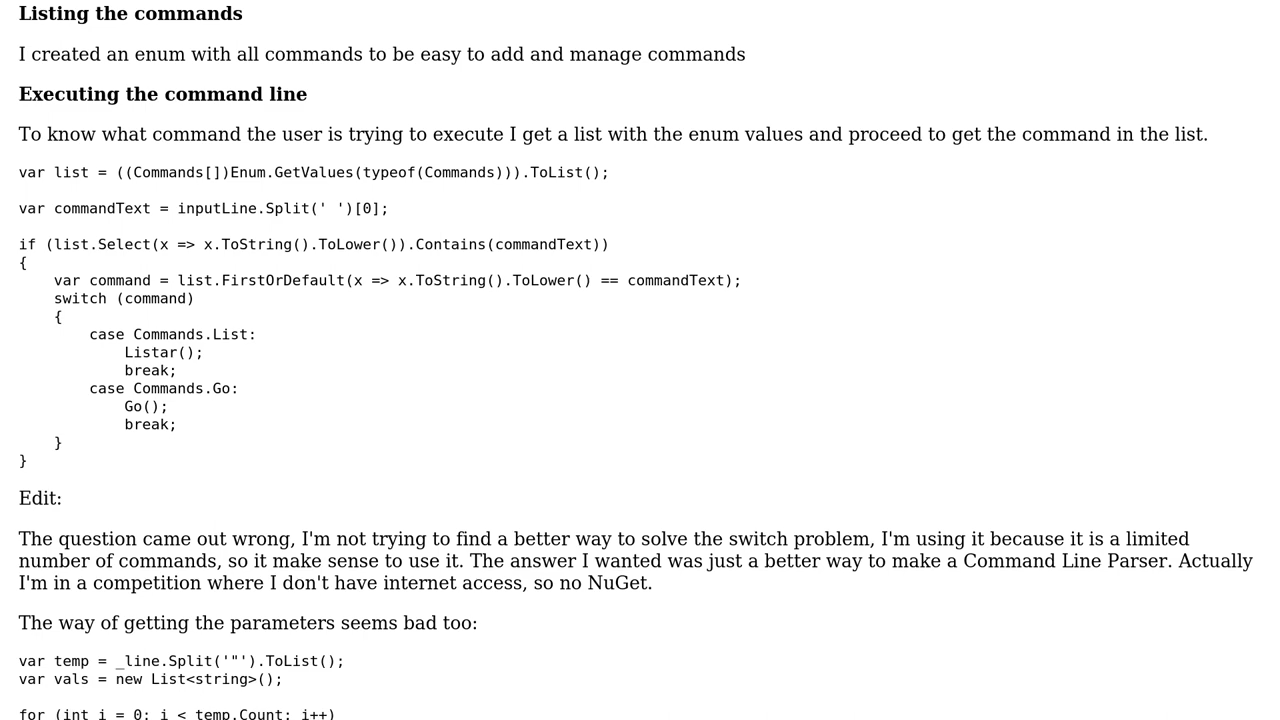 Listing the commands
I created an enum with all commands to be easy to add and manage commands
Executing the command line
To know what command the user is trying to execute I get a list with the enum values and proceed to get the command in the list.
var list = ((Commands[])Enum.GetValues(typeof(Commands))).ToList();
var commandText = inputLine.Split(' ')[0];
if (list.Select(x => x.ToString().ToLower()).Contains(commandText))
{
    var command = list.FirstOrDefault(x => x.ToString().ToLower() == commandText);
    switch (command)
    {
        case Commands.List:
            Listar();
            break;
        case Commands.Go:
            Go();
            break;
    }
}
Edit:
The question came out wrong, I'm not trying to find a better way to solve the switch problem, I'm using it because it is a limited
number of commands, so it make sense to use it. The answer I wanted was just a better way to make a Command Line Parser. Actually
I'm in a competition where I don't have internet access, so no NuGet.
The way of getting the parameters seems bad too:
var temp = _line.Split('"').ToList();
var vals = new List<string>();
for (int i = 0; i < temp.Count; i++)